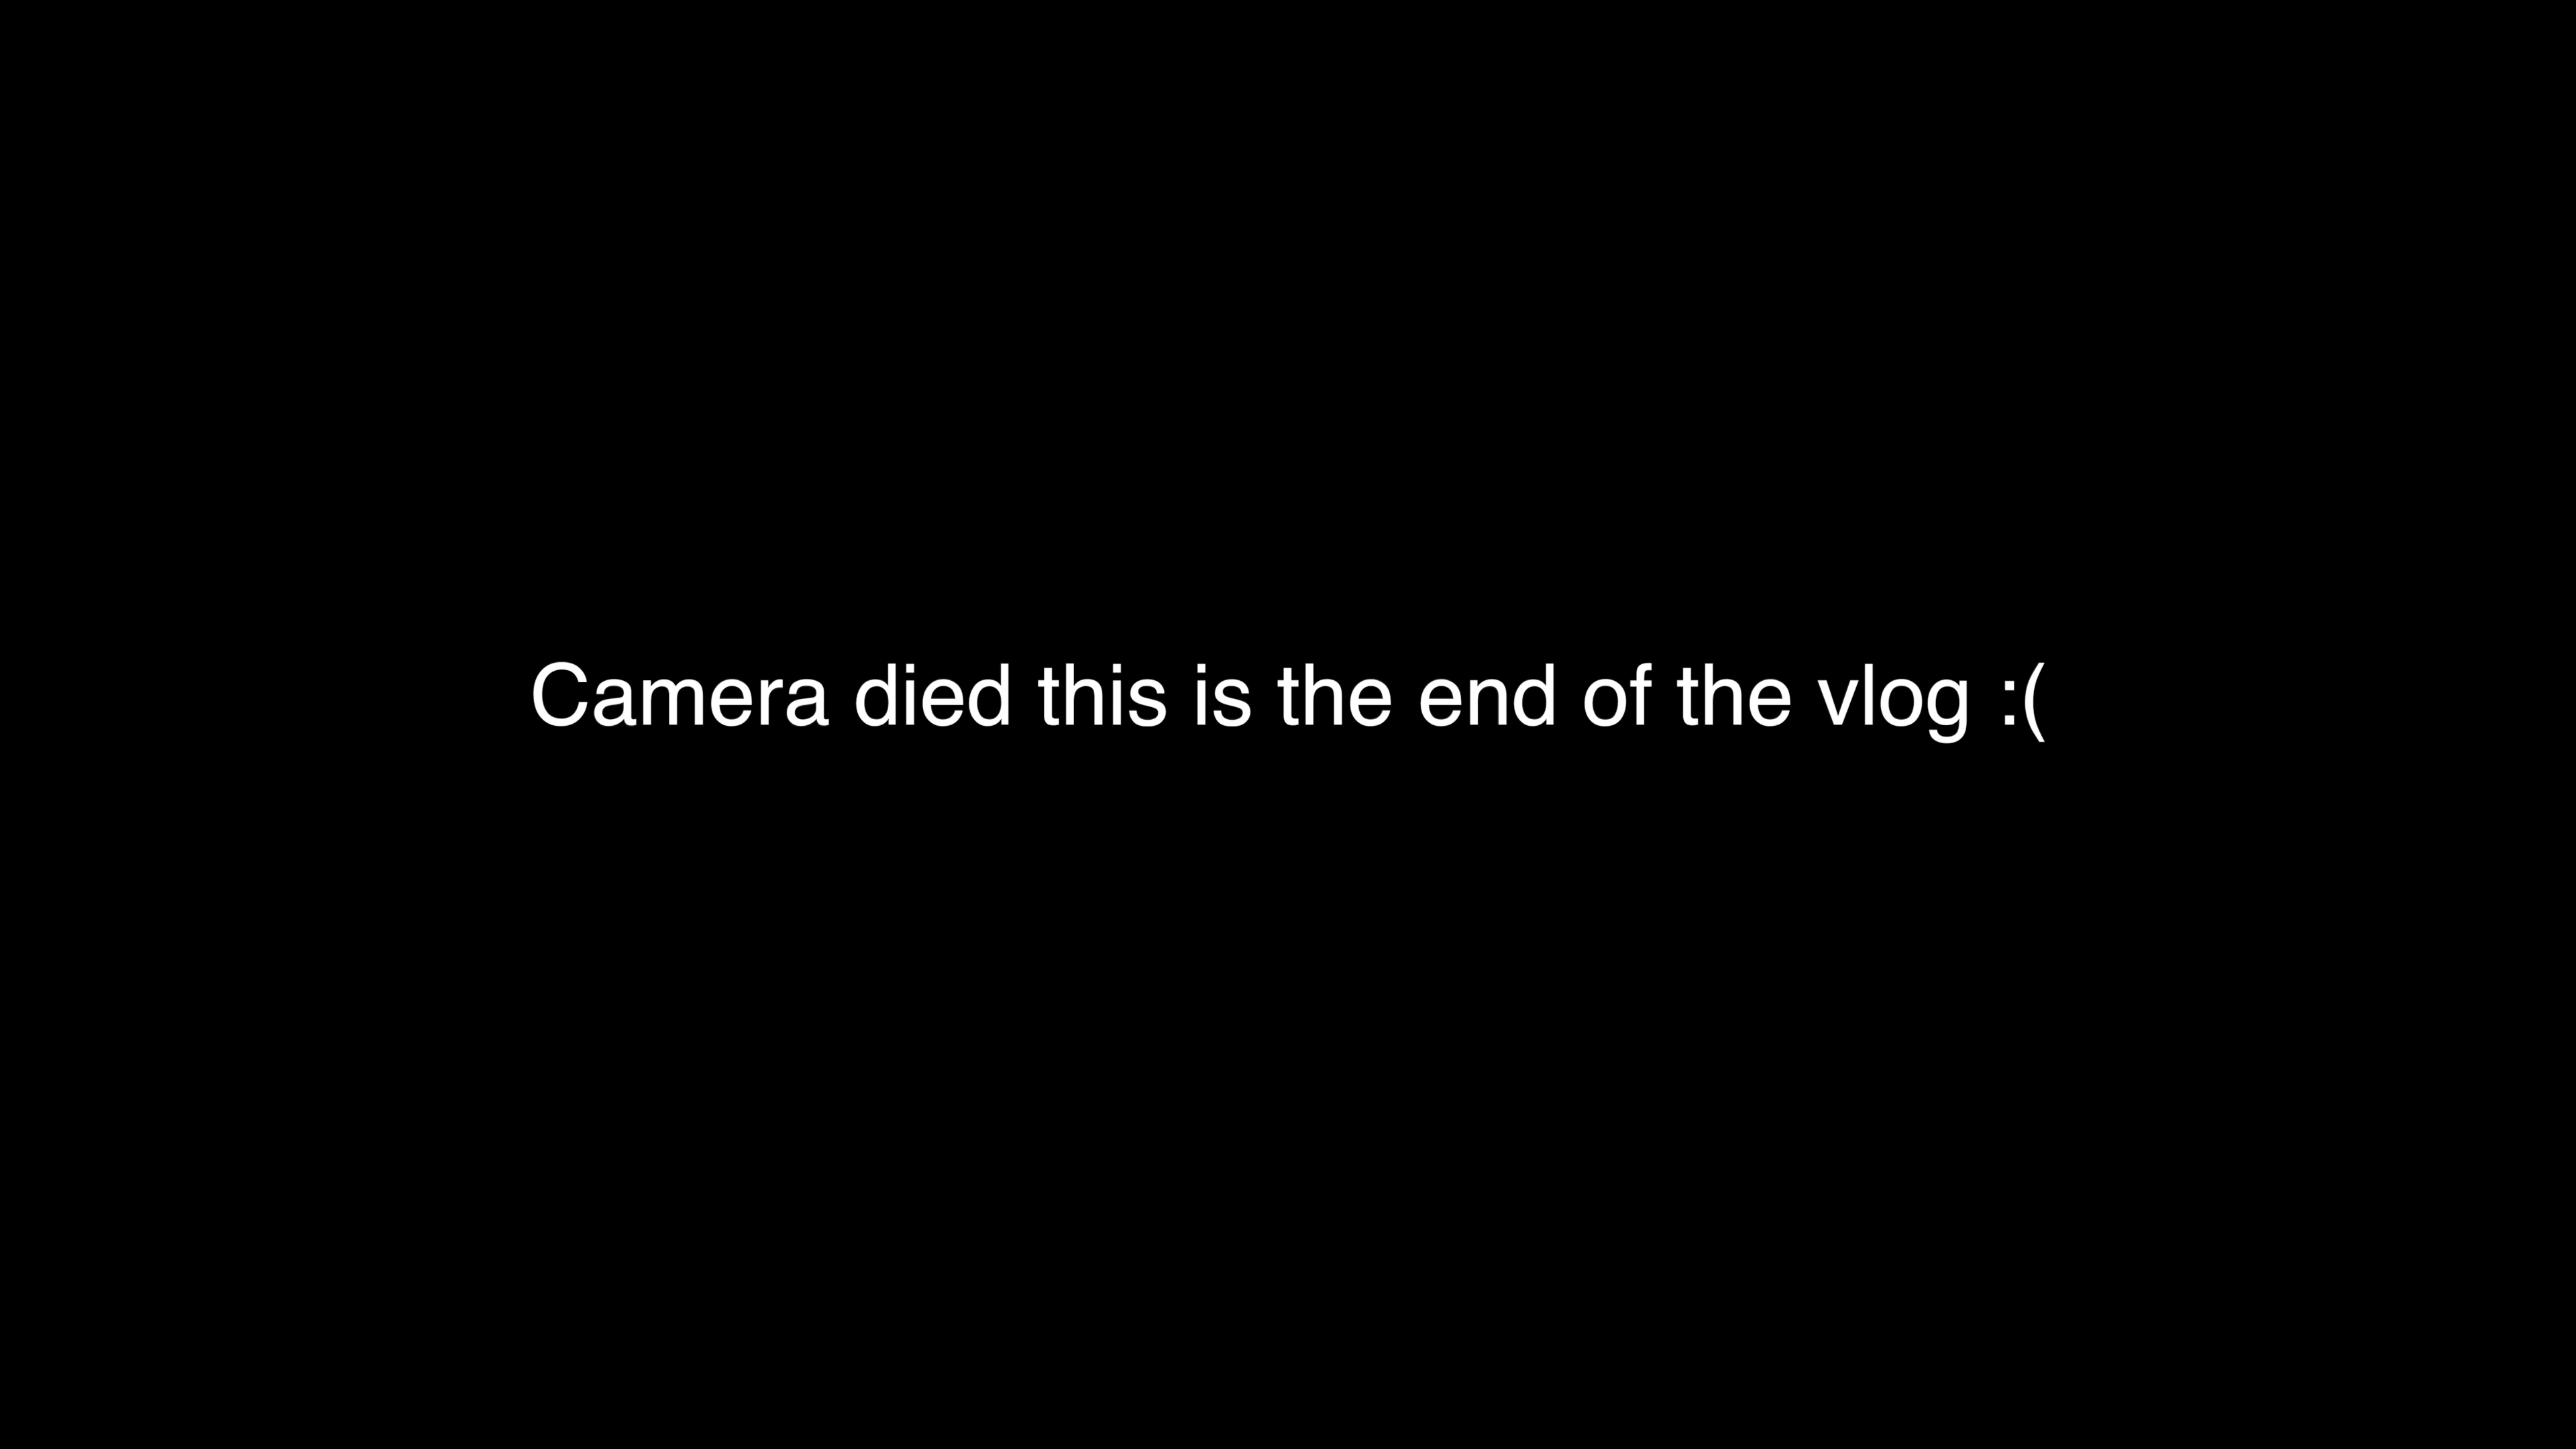 Camera died this is the end of the vlog :(